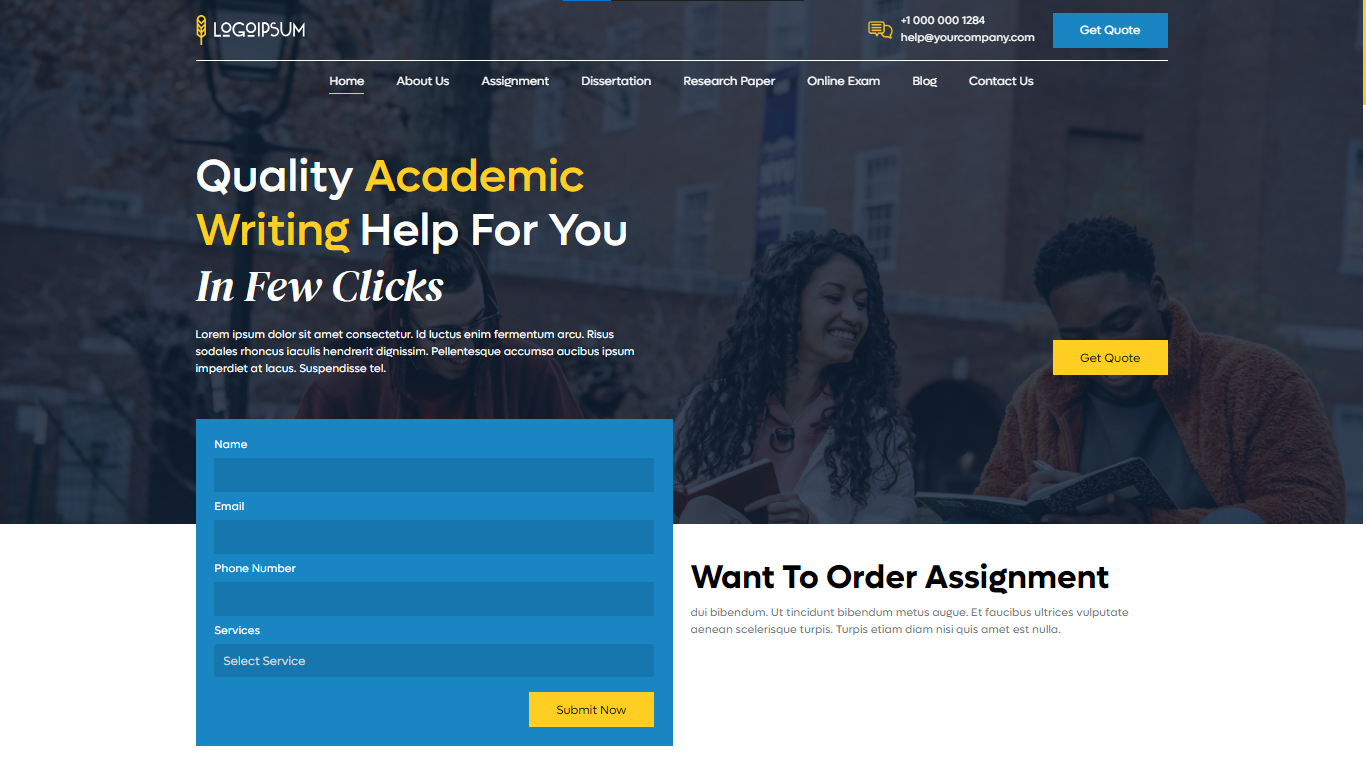 LOGOIPSUM
+1 000 000 1284
help@yourcompany.com
Get Quote
Home About Us Assignment Dissertation Research Paper Online Exam Blog Contact Us
Quality Academic
Writing Help For You
In Few Clicks
Lorem ipsum dolor sit amet consectetur. Id luctus enim fermentum arcu. Risus
sodales rhoncus iaculis hendrerit dignissim. Pellentesque accumsa aucibus ipsum
imperdiet at lacus. Suspendisse tel.
Get Quote
Name
Email
Phone Number
Services
Select Service
Submit Now
Want To Order Assignment
dui bibendum. Ut tincidunt bibendum metus augue. Et faucibus ultrices vulputate
aenean scelerisque turpis. Turpis etiam diam nisi quis amet est nulla.